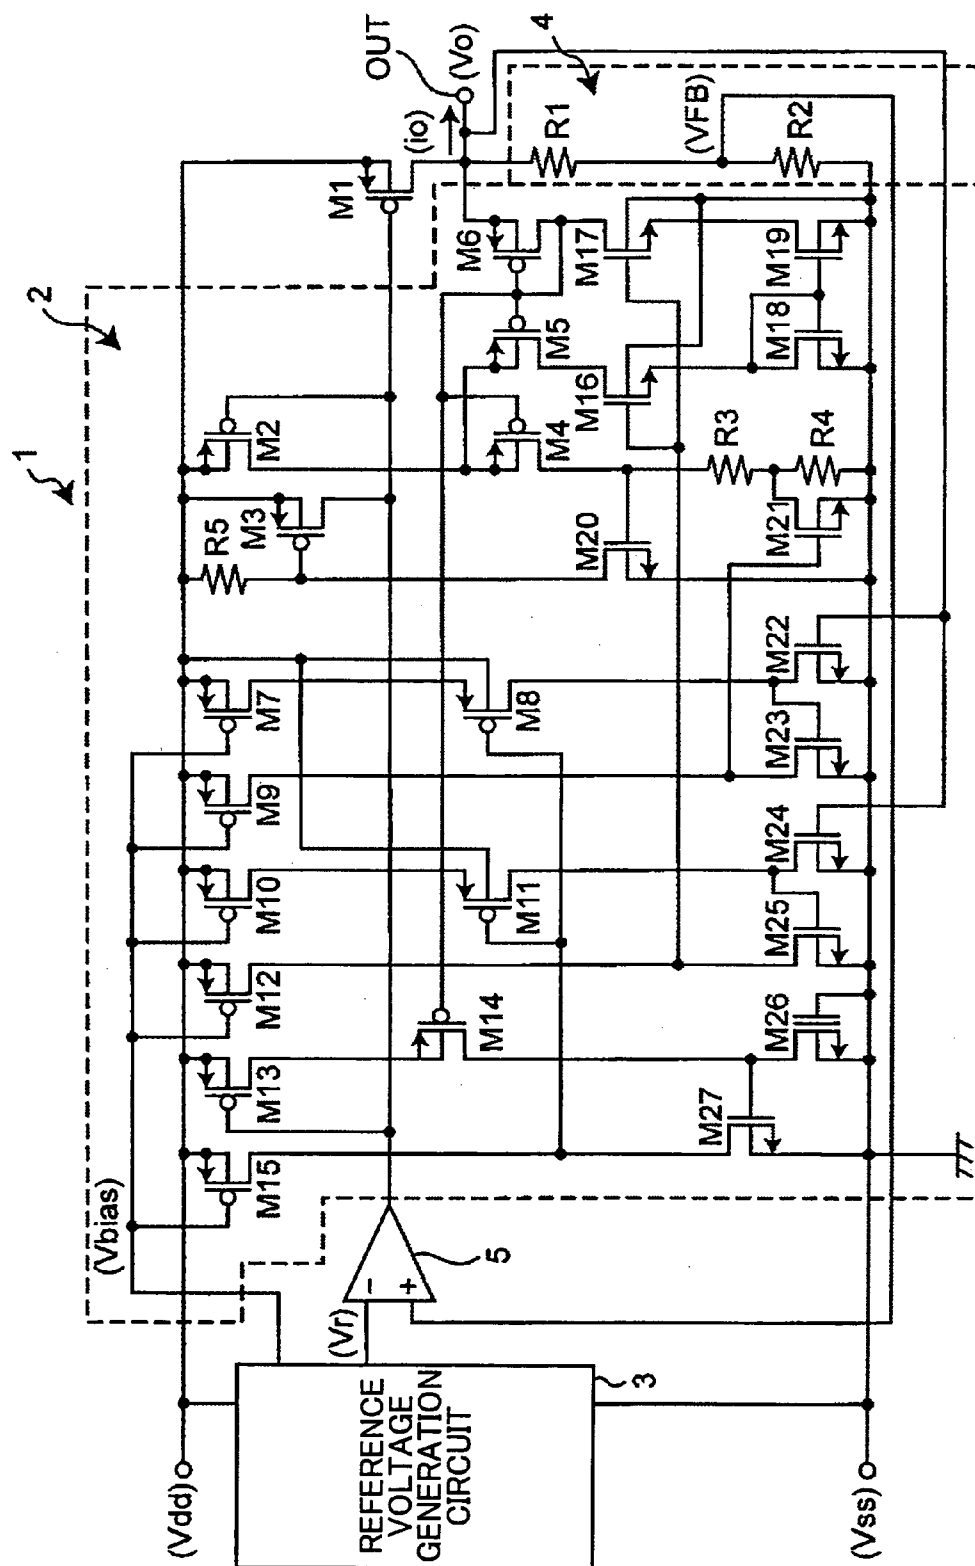 1
2
(Vbias)
(Vdd)
R5
M15
M13
M12
M10
M9
M7
M3
M2
M1
(io)
OUT
(Vo)
4
REFERENCE
VOLTAGE
GENERATION
CIRCUIT
3
(Vr)
−
+
5
M14
M11
M8
M4
M5
M6
R1
(VFB)
R2
M20
M16
M17
R3
R4
M27
M26
M25
M24
M23
M22
M21
M18
M19
(Vss)